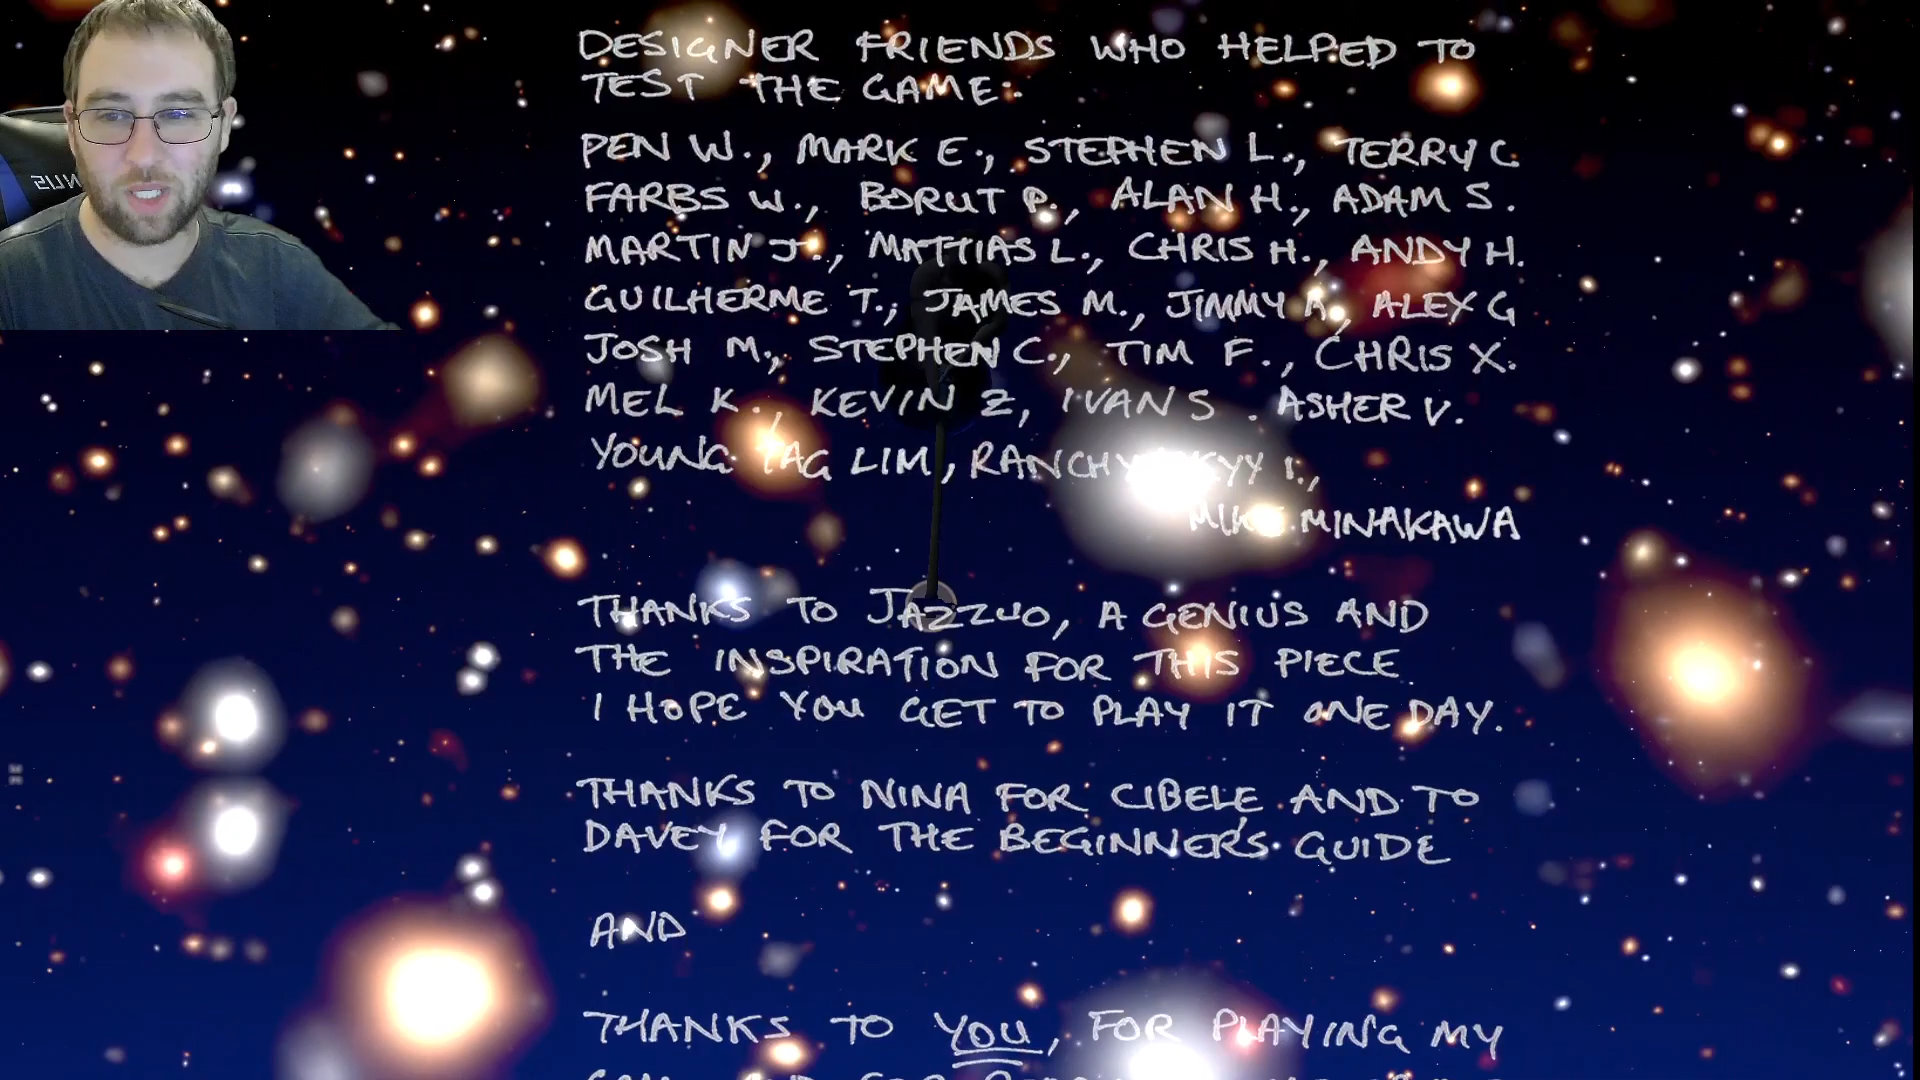 DESIGNER FRIENDS WHO HELPED TO
TEST THE GAME:
PEN W., MARK E., STEPHEN L., TERRY C.
FARBS W., BORUT P., ALAN H., ADAM S.
MARTIN J., MATTIAS L., CHRIS H., ANDY H.
GUILHERME T., JAMES M., JIMMY A., ALEX G
JOSH M., STEPHEN C., TIM F., CHRIS X.
MEL K., KEVIN Z, IVAN S. ASHER V.
YOUNG LIM,
MINAKAWA
THANKS TO JAZZUO, A GENIUS AND
THE INSPIRATION FOR THIS PIECE.
I HOPE YOU GET TO PLAY IT ONE DAY.
THANKS TO NINA FOR CIBELE AND TO
DAVEY FOR THE BEGINNER'S GUIDE
AND
THANKS TO YOU, FOR PLAYING MY